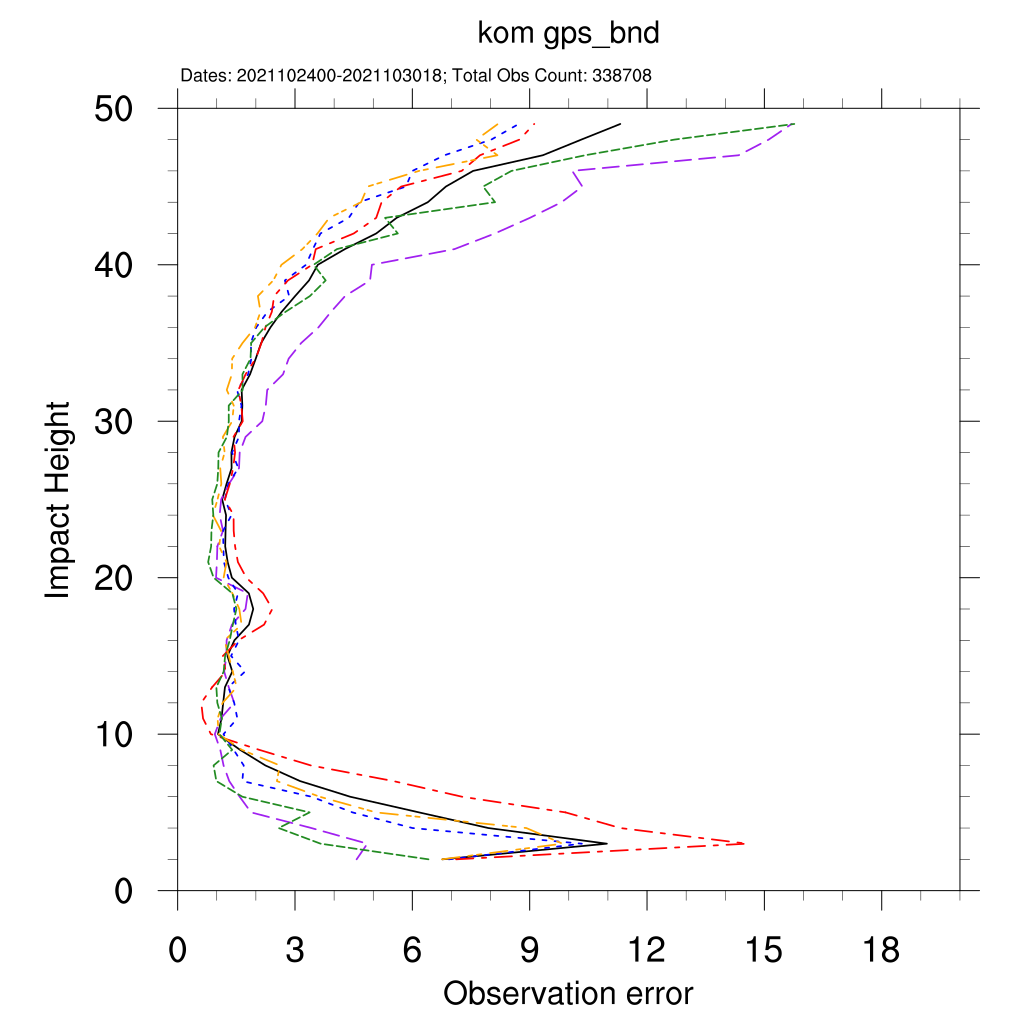 kom gps_bnd
Dates: 2021102400-2021103018; Total Obs Count: 338708
50
40
30
20
10
0
Impact Height
0 3 6 9 12 15 18
Observation error